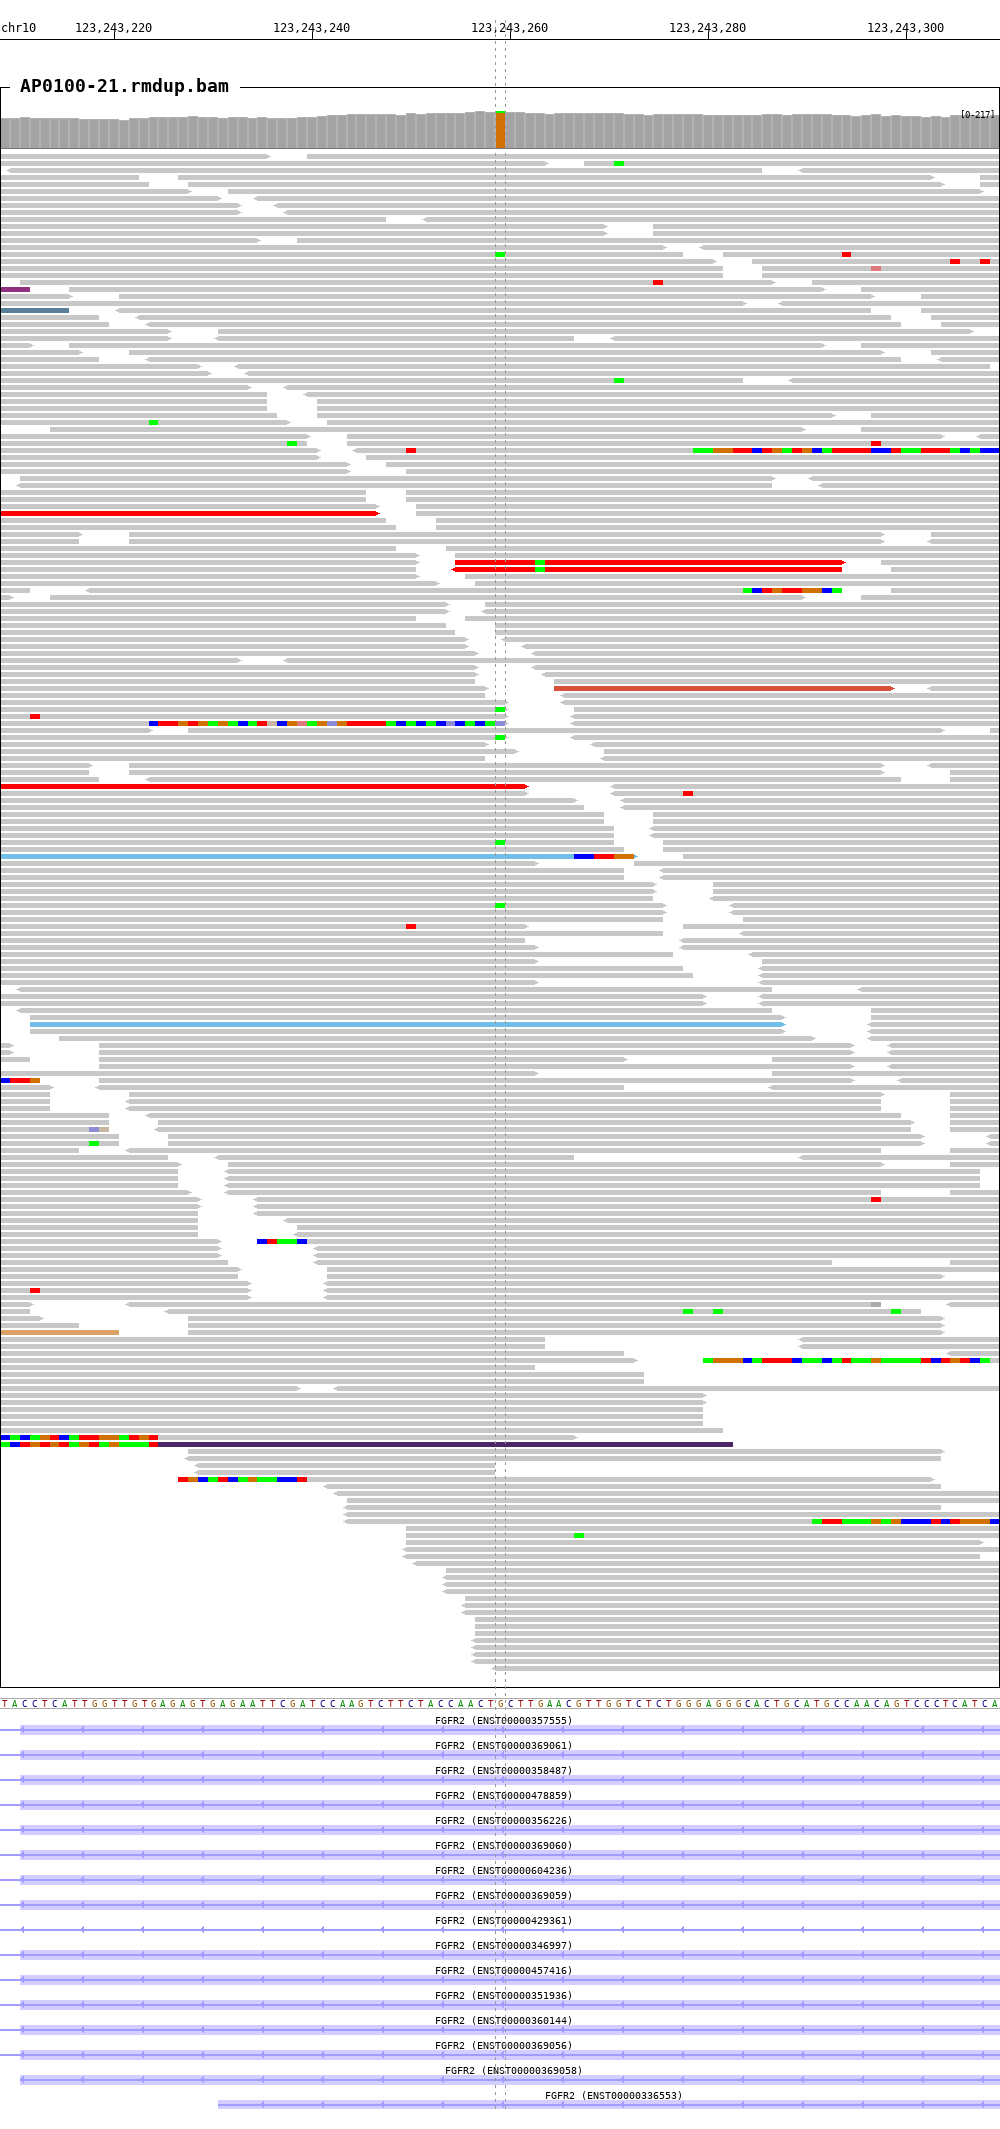 chr10 123,243,220 123,243,240 123,243,260 123,243,280 123,243,300
AP0100-21.rmdup.bam
[0-217]
TACCTCATTGGTTGTGAGAGTGAGAATTCGATCCAAGTCTTCTACCAACTGCTTGAACGTTGGTCTCTGGGAGGGCACTGCATGCCAACAGTCCCTCATCA
FGFR2 (ENST00000357555)
FGFR2 (ENST00000369061)
FGFR2 (ENST00000358487)
FGFR2 (ENST00000478859)
FGFR2 (ENST00000356226)
FGFR2 (ENST00000369060)
FGFR2 (ENST00000604236)
FGFR2 (ENST00000369059)
FGFR2 (ENST00000429361)
FGFR2 (ENST00000346997)
FGFR2 (ENST00000457416)
FGFR2 (ENST00000351936)
FGFR2 (ENST00000360144)
FGFR2 (ENST00000369056)
FGFR2 (ENST00000369058)
FGFR2 (ENST00000336553)